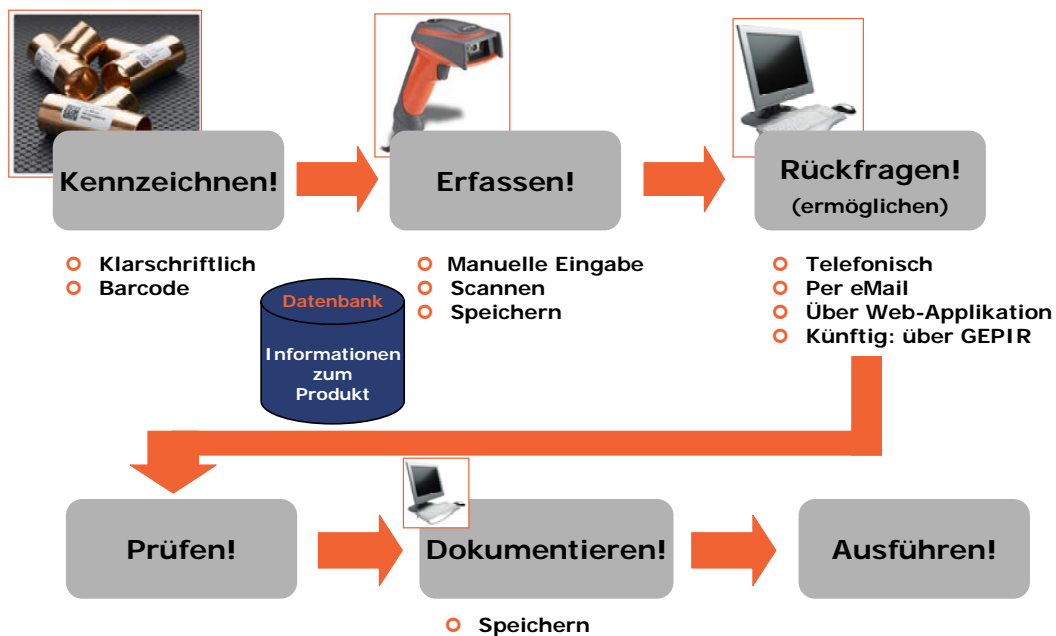 Kennzeichnen!
Erfassen!
Rückfragen!
(ermöglichen)
Klarschriftlich
Barcode
Manuelle Eingabe
Scannen
Speichern
Telefonisch
Per eMail
Über Web-Applikation
Künftig: über GEPIR
Datenbank
Informationen
zum
Produkt
Prüfen!
Dokumentieren!
Ausführen!
Speichern